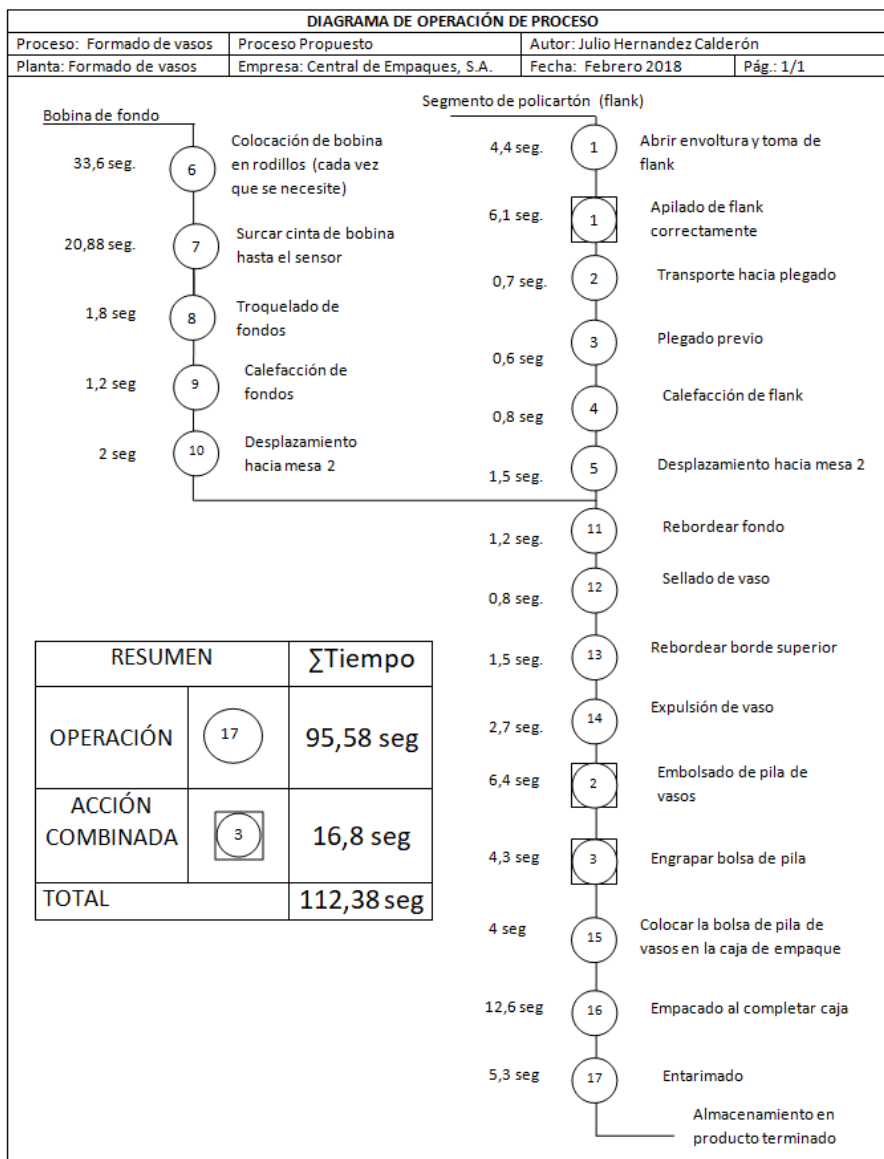 DIAGRAMA DE OPERACIÓN DE PROCESO
Proceso: Formado de vasos
Proceso Propuesto
Autor: Julio Hernandez Calderón
Planta: Formado de vasos
Empresa: Central de Empaques, S.A.
Fecha: Febrero 2018
Pág.: 1/1
Bobina de fondo
33,6 seg.
6
Colocación de bobina
en rodillos (cada vez
que se necesite)
20,88 seg.
7
Surcar cinta de bobina
hasta el sensor
1,8 seg
8
Troquelado de
fondos
1,2 seg
9
Calefacción de
fondos
2 seg
10
Desplazamiento
hacia mesa 2
Segmento de policartón (flank)
4,4 seg.
1
Abrir envoltura y toma de
flank
6,1 seg.
1
Apilado de flank
correctamente
0,7 seg.
2
Transporte hacia plegado
0,6 seg
3
Plegado previo
0,8 seg
4
Calefacción de flank
1,5 seg.
5
Desplazamiento hacia mesa 2
1,2 seg.
11
Rebordear fondo
0,8 seg.
12
Sellado de vaso
1,5 seg.
13
Rebordear borde superior
2,7 seg.
14
Expulsión de vaso
6,4 seg
2
Embolsado de pila de
vasos
4,3 seg
3
Engrapar bolsa de pila
4 seg
15
Colocar la bolsa de pila de
vasos en la caja de empaque
12,6 seg
16
Empacado al completar caja
5,3 seg
17
Entarimado
Almacenamiento en
producto terminado
RESUMEN
∑Tiempo
OPERACIÓN
17
95,58 seg
ACCIÓN
COMBINADA
3
16,8 seg
TOTAL
112,38 seg